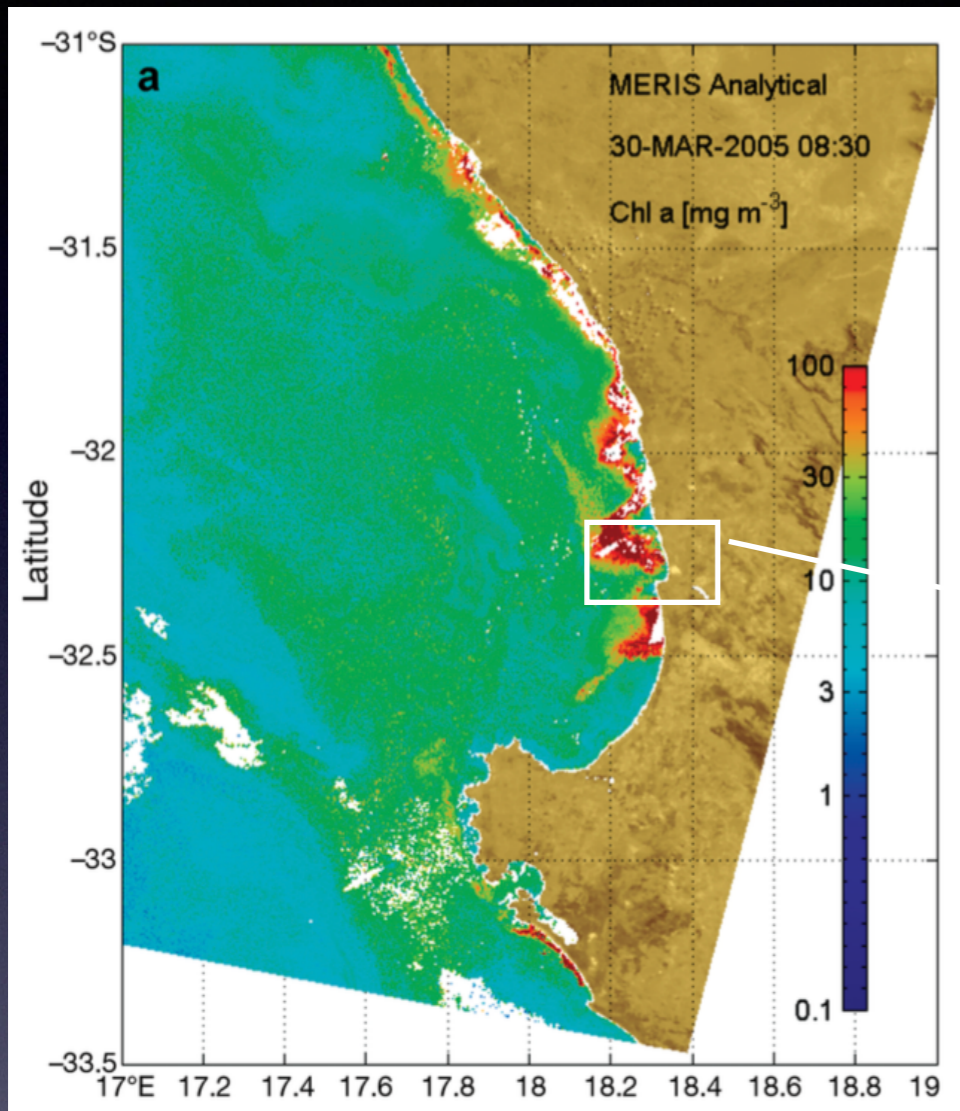 a
MERIS Analytical
30-MAR-2005 08:30
Chl a [mg m-3]
Latitude
−31°S
−31.5
−32
−32.5
−33
−33.5
100
30
10
3
1
0.1
17°E 17.2 17.4 17.6 17.8 18 18.2 18.4 18.6 18.8 19